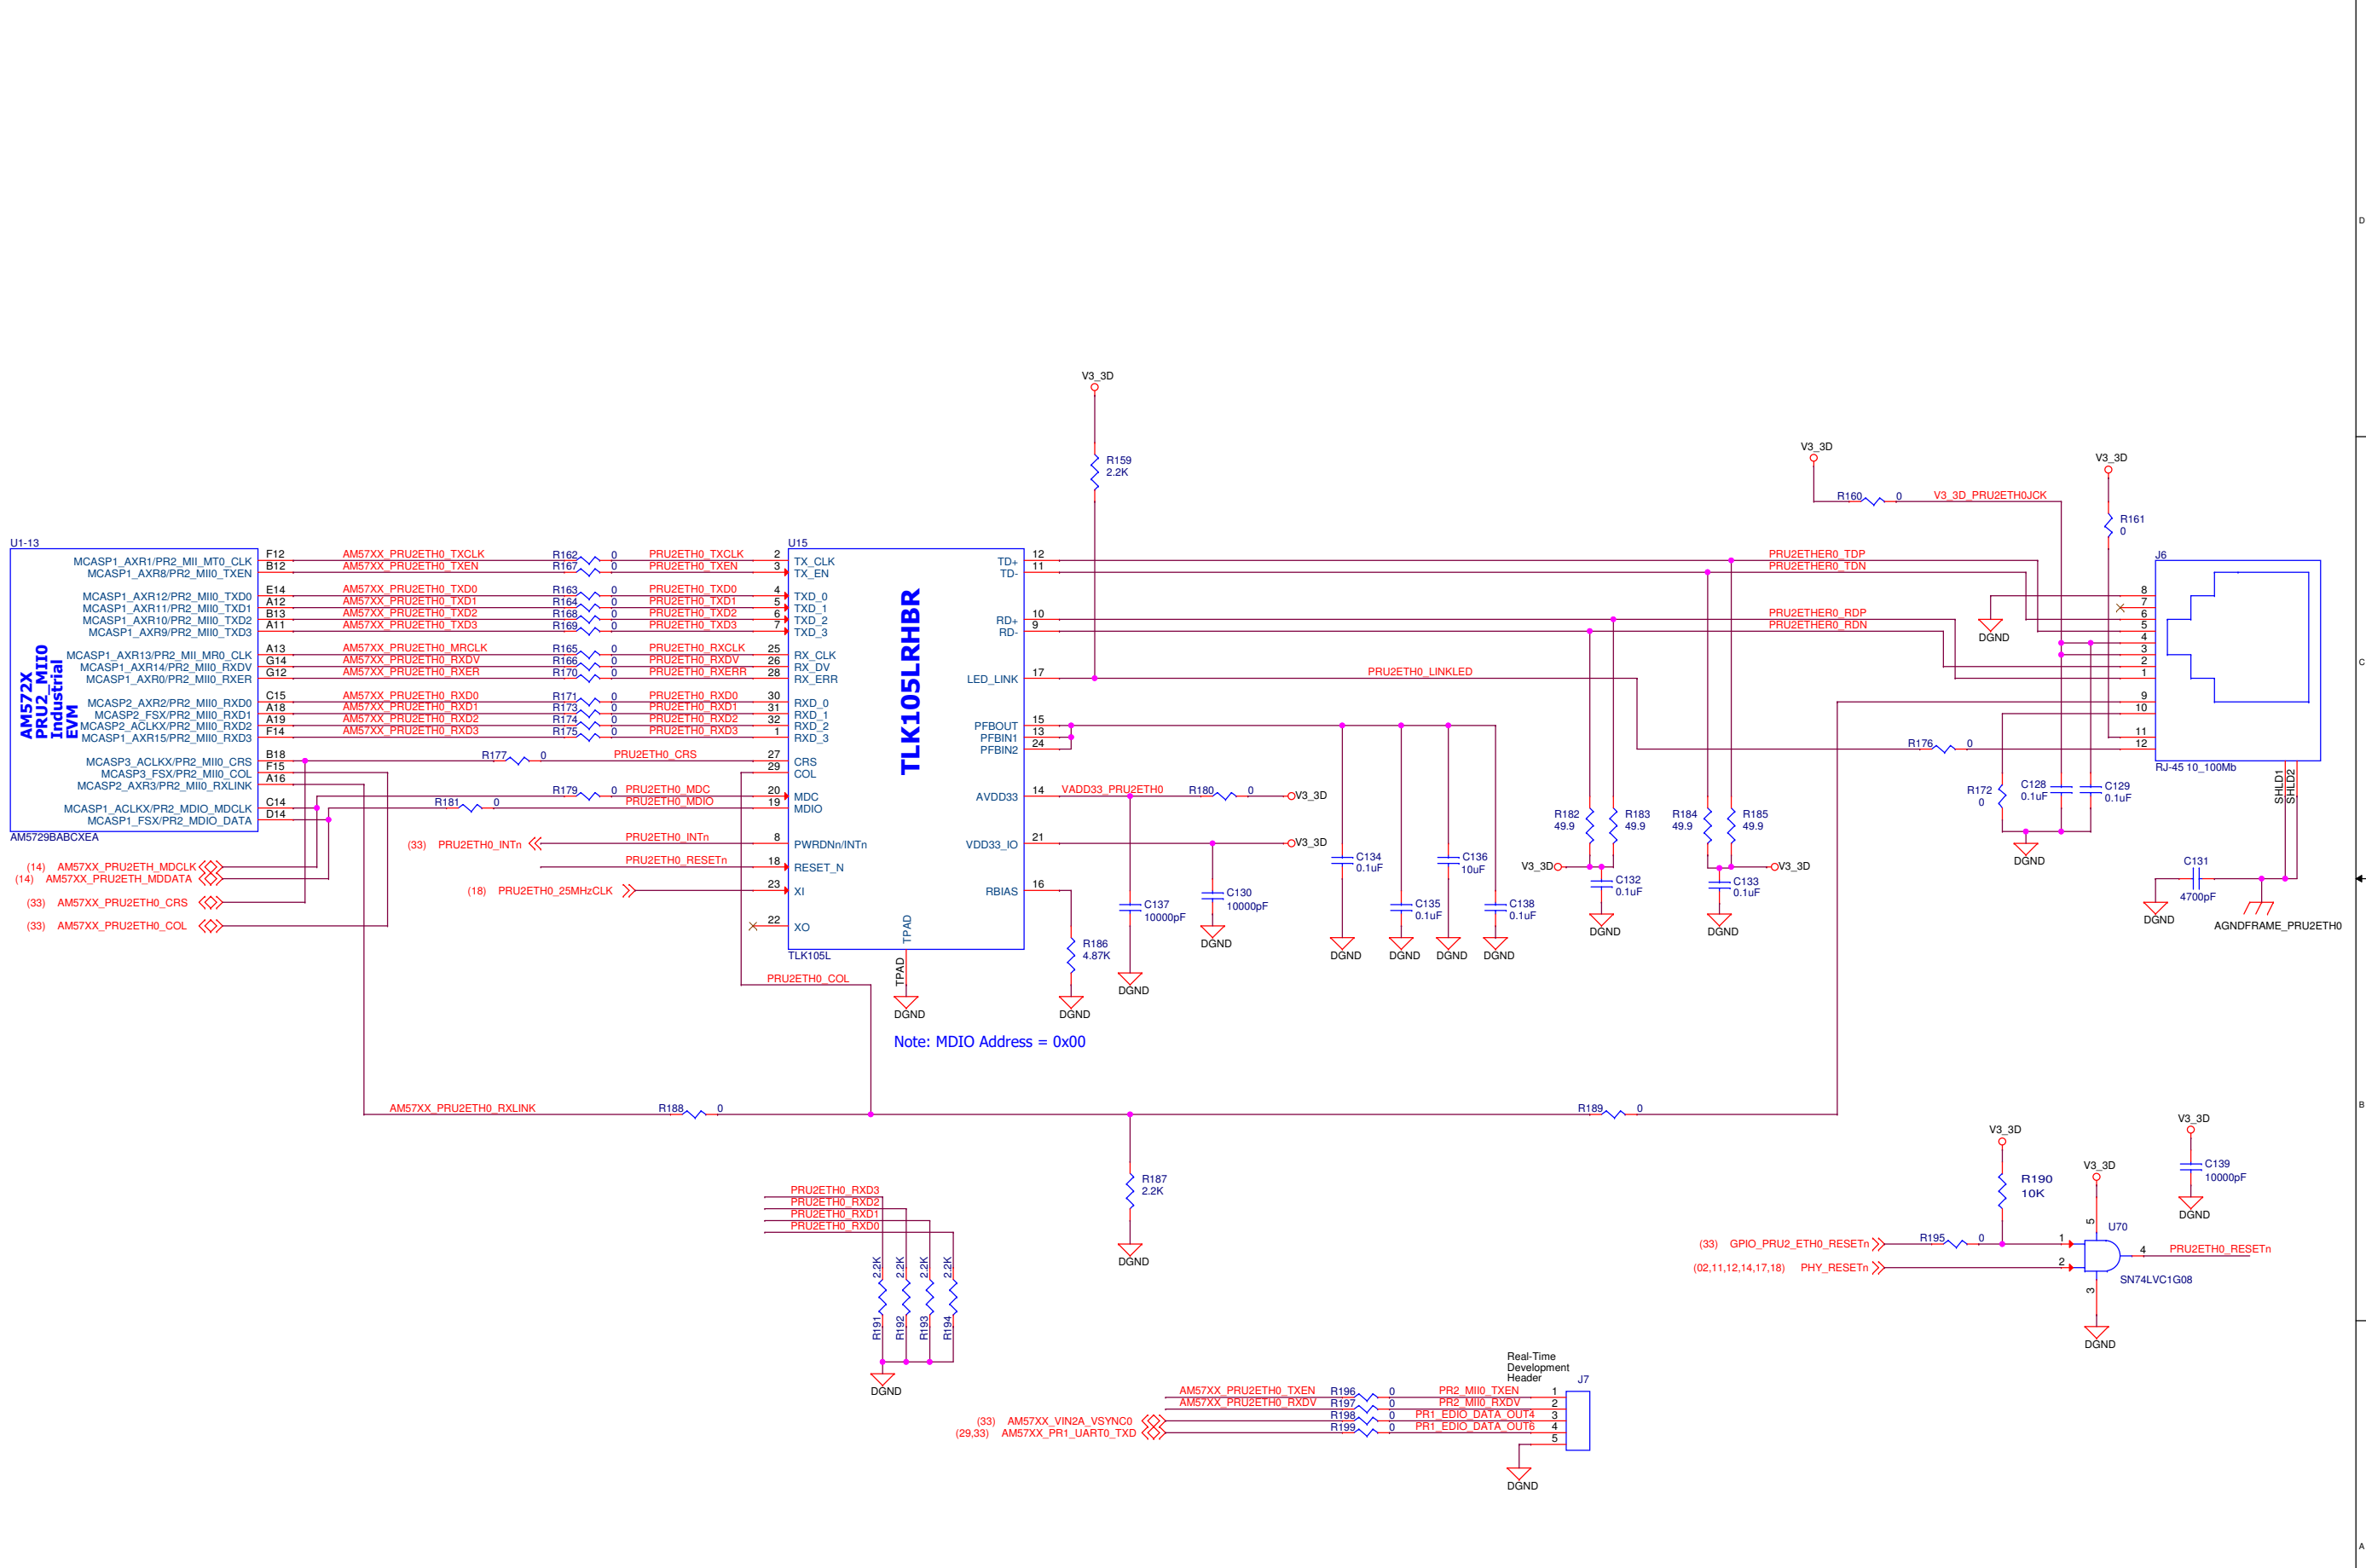 D
C
B
A
V3_3D
R159
2.2K
V3_3D
V3_3D
R160 0 V3_3D_PRU2ETH0JCK
R161
0
U1-13
AM572X
PRU2_MII0
Industrial
EVM
MCASP1_AXR1/PR2_MII_MT0_CLK F12 AM57XX_PRU2ETH0_TXCLK R162 0 PRU2ETH0_TXCLK 2 TX_CLK
MCASP1_AXR8/PR2_MII0_TXEN B12 AM57XX_PRU2ETH0_TXEN R167 0 PRU2ETH0_TXEN 3 TX_EN
MCASP1_AXR12/PR2_MII0_TXD0 E14 AM57XX_PRU2ETH0_TXD0 R163 0 PRU2ETH0_TXD0 4 TXD_0
MCASP1_AXR11/PR2_MII0_TXD1 A12 AM57XX_PRU2ETH0_TXD1 R164 0 PRU2ETH0_TXD1 5 TXD_1
MCASP1_AXR10/PR2_MII0_TXD2 B13 AM57XX_PRU2ETH0_TXD2 R168 0 PRU2ETH0_TXD2 6 TXD_2
MCASP1_AXR9/PR2_MII0_TXD3 A11 AM57XX_PRU2ETH0_TXD3 R169 0 PRU2ETH0_TXD3 7 TXD_3
MCASP1_AXR13/PR2_MII_MR0_CLK A13 AM57XX_PRU2ETH0_MRCLK R165 0 PRU2ETH0_RXCLK 25 RX_CLK
MCASP1_AXR14/PR2_MII0_RXDV G14 AM57XX_PRU2ETH0_RXDV R166 0 PRU2ETH0_RXDV 26 RX_DV
MCASP1_AXR0/PR2_MII0_RXER G12 AM57XX_PRU2ETH0_RXER R170 0 PRU2ETH0_RXERR 28 RX_ERR
MCASP2_AXR2/PR2_MII0_RXD0 C15 AM57XX_PRU2ETH0_RXD0 R171 0 PRU2ETH0_RXD0 30 RXD_0
MCASP2_FSX/PR2_MII0_RXD1 A18 AM57XX_PRU2ETH0_RXD1 R173 0 PRU2ETH0_RXD1 31 RXD_1
MCASP2_ACLKX/PR2_MII0_RXD2 A19 AM57XX_PRU2ETH0_RXD2 R174 0 PRU2ETH0_RXD2 32 RXD_2
MCASP1_AXR15/PR2_MII0_RXD3 F14 AM57XX_PRU2ETH0_RXD3 R175 0 PRU2ETH0_RXD3 1 RXD_3
MCASP3_ACLKX/PR2_MII0_CRS B18 R177 0 PRU2ETH0_CRS 27 CRS
MCASP3_FSX/PR2_MII0_COL F15 29 COL
MCASP2_AXR3/PR2_MII0_RXLINK A16
MCASP1_ACLKX/PR2_MDIO_MDCLK C14 R179 0 PRU2ETH0_MDC 20 MDC
MCASP1_FSX/PR2_MDIO_DATA D14 R181 0 PRU2ETH0_MDIO 19 MDIO
AM5729BABCXEA
(33) PRU2ETH0_INTn PRU2ETH0_INTn 8 PWRDNn/INTn
PRU2ETH0_RESETn 18 RESET_N
(18) PRU2ETH0_25MHzCLK 23 XI
22 XO
(14) AM57XX_PRU2ETH_MDCLK
(14) AM57XX_PRU2ETH_MDDATA
(33) AM57XX_PRU2ETH0_CRS
(33) AM57XX_PRU2ETH0_COL
U15
TLK105LRHBR
TD+ 12 PRU2ETHER0_TDP
TD- 11 PRU2ETHER0_TDN
RD+ 10 PRU2ETHER0_RDP
RD- 9 PRU2ETHER0_RDN
LED_LINK 17 PRU2ETH0_LINKLED
PFBOUT 15
PFBIN1 13
PFBIN2 24
AVDD33 14 VADD33_PRU2ETH0 R180 0 V3_3D
VDD33_IO 21 V3_3D
RBIAS 16
TPAD
TPAD
TLK105L
DGND
PRU2ETH0_COL
R186
4.87K
DGND
C137
10000pF
DGND
C130
10000pF
DGND
C134
0.1uF
DGND
C135
0.1uF
DGND
C136
10uF
DGND
C138
0.1uF
DGND
R182
49.9
R183
49.9
R184
49.9
R185
49.9
V3_3D
C132
0.1uF
DGND
V3_3D
C133
0.1uF
DGND
J6
8
7
6
5
4
3
2
1
9
10
11
12
DGND
R176 0
RJ-45 10_100Mb
SHLD1
SHLD2
R172
0
C128
0.1uF
C129
0.1uF
DGND
C131
4700pF
DGND
AGNDFRAME_PRU2ETH0
Note: MDIO Address = 0x00
AM57XX_PRU2ETH0_RXLINK R188 0
R189 0
R187
2.2K
DGND
PRU2ETH0_RXD3
PRU2ETH0_RXD2
PRU2ETH0_RXD1
PRU2ETH0_RXD0
2.2K 2.2K 2.2K 2.2K
R191 R192 R193 R194
DGND
V3_3D
R190
10K
V3_3D
V3_3D
C139
10000pF
DGND
U70
5
(33) GPIO_PRU2_ETH0_RESETn R195 0 1
(02,11,12,14,17,18) PHY_RESETn 2
4 PRU2ETH0_RESETn
SN74LVC1G08
3
DGND
Real-Time
Development
Header
J7
AM57XX_PRU2ETH0_TXEN R196 0 PR2_MII0_TXEN 1
AM57XX_PRU2ETH0_RXDV R197 0 PR2_MII0_RXDV 2
(33) AM57XX_VIN2A_VSYNC0 R198 0 PR1_EDIO_DATA_OUT4 3
(29,33) AM57XX_PR1_UART0_TXD R199 0 PR1_EDIO_DATA_OUT6 4
5
DGND